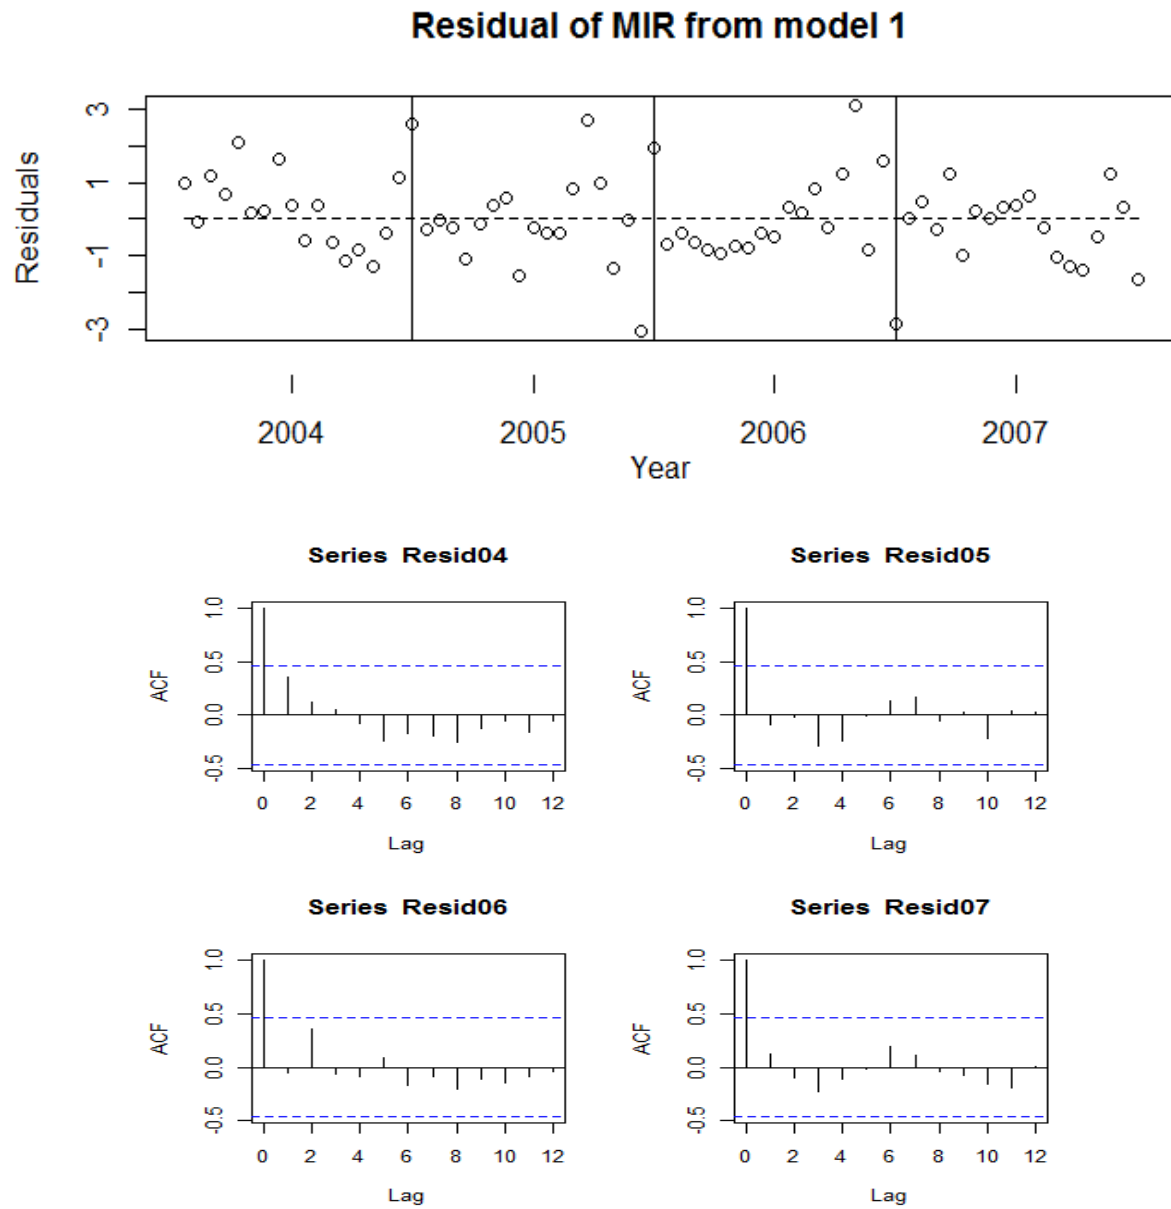 Residual of MIR from model 1
Residuals
3
1
-1
-3
2004 2005 2006 2007
Year
Series Resid04
ACF
1.0
0.5
0.0
-0.5
0 2 4 6 8 10 12
Lag
Series Resid05
ACF
1.0
0.5
0.0
-0.5
0 2 4 6 8 10 12
Lag
Series Resid06
ACF
1.0
0.5
0.0
-0.5
0 2 4 6 8 10 12
Lag
Series Resid07
ACF
1.0
0.5
0.0
-0.5
0 2 4 6 8 10 12
Lag